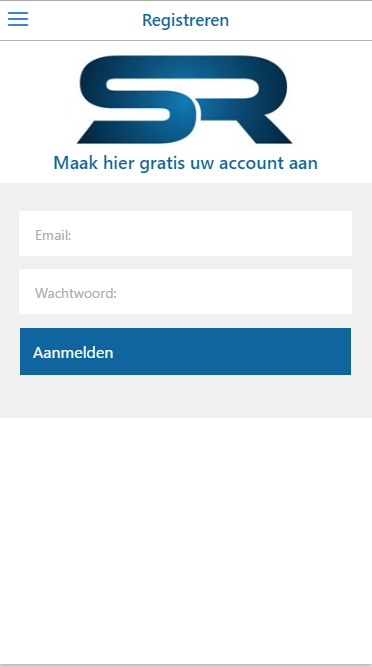 Registreren
SR
Maak hier gratis uw account aan
Email:
Wachtwoord:
Aanmelden